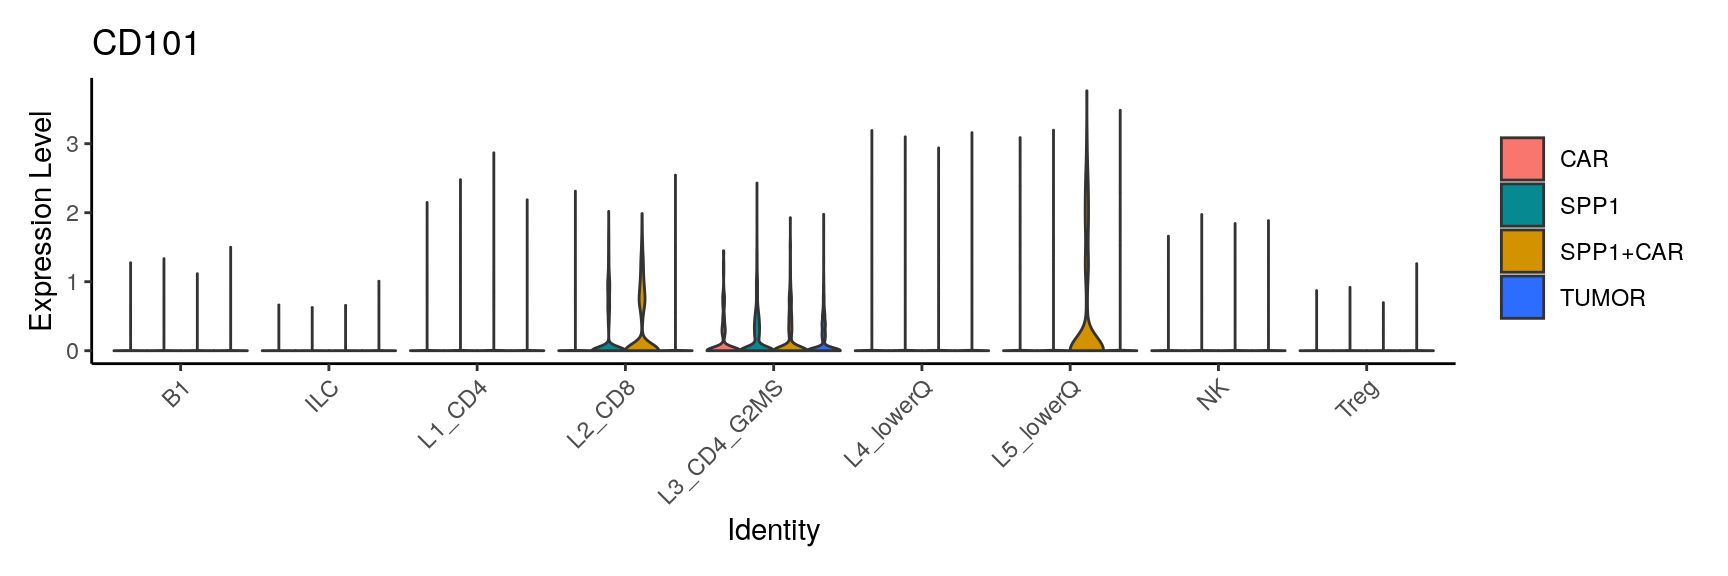 CD101
Expression Level
3
2
1
0
B1
ILC
L1_CD4
L2_CD8
L3_CD4_G2MS
L4_lowerQ
L5_lowerQ
NK
Treg
Identity
CAR
SPP1
SPP1+CAR
TUMOR